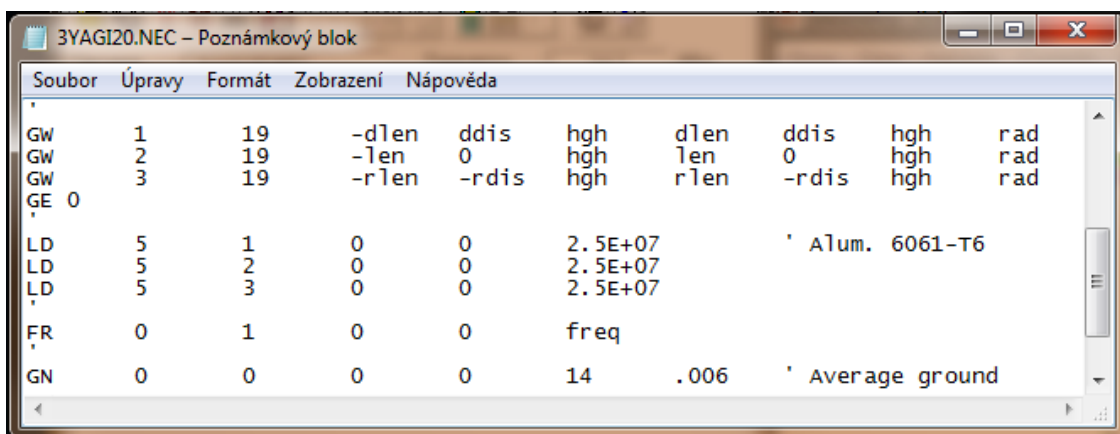 3YAGI20.NEC – Poznámkový blok
Soubor Úpravy Formát Zobrazení Nápověda
'
GW 1 19 -dlen ddis hgh dlen ddis hgh rad
GW 2 19 -len 0 hgh len 0 hgh rad
GW 3 19 -rlen -rdis hgh rlen -rdis hgh rad
GE 0
'
LD 5 1 0 0 2.5E+07 ' Alum. 6061-T6
LD 5 2 0 0 2.5E+07
LD 5 3 0 0 2.5E+07
'
FR 0 1 0 0 freq
'
GN 0 0 0 0 14 .006 ' Average ground